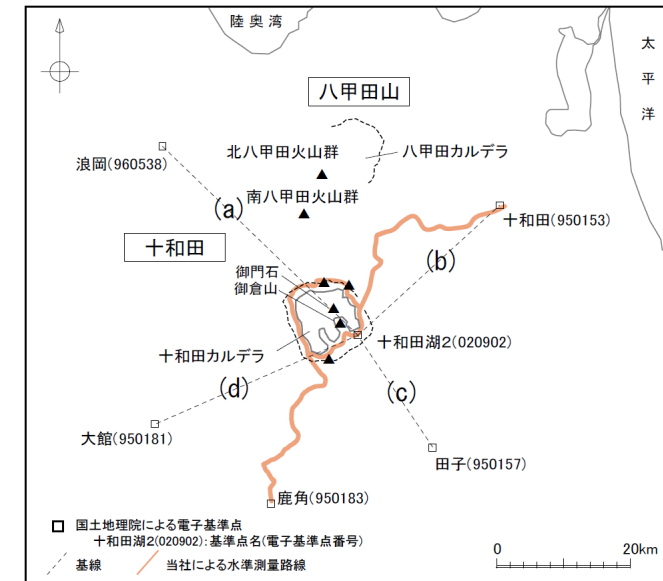 陸奥湾
太平洋
八甲田山
北八甲田火山群
八甲田カルデラ
浪岡(960538)
南八甲田火山群
(a)
十和田(950153)
十和田
(b)
御門石
御倉山
十和田湖2(020902)
十和田カルデラ
(d)
(c)
大館(950181)
田子(950157)
鹿角(950183)
国土地理院による電子基準点
十和田湖2(020902):基準点名(電子基準点番号)
基線
当社による水準測量路線
0
20km